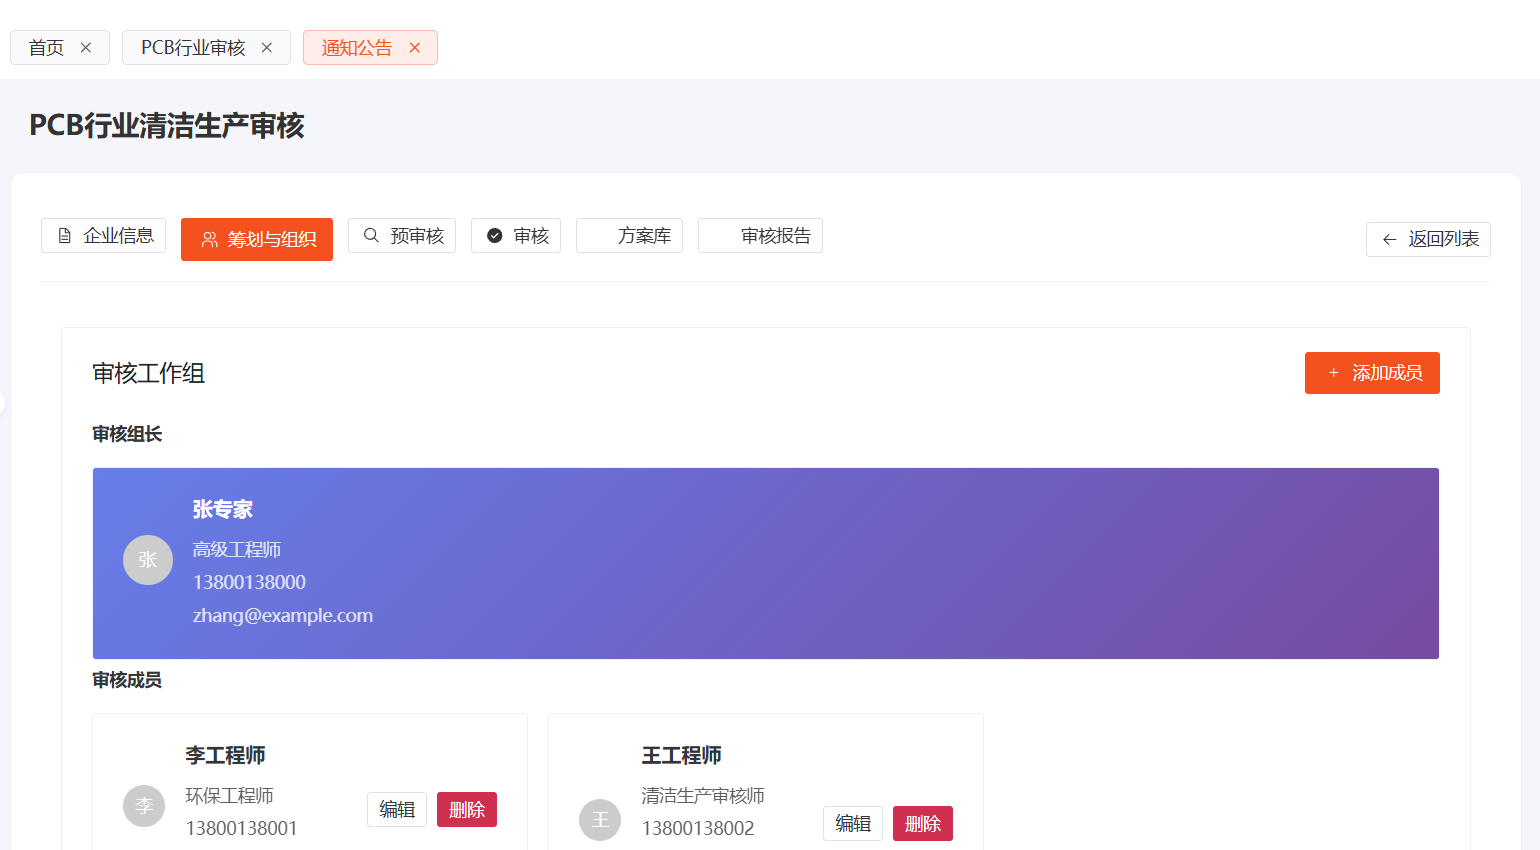 首页 PCB行业审核 通知公告
PCB行业清洁生产审核
企业信息 筹划与组织 预审核 审核 方案库 审核报告 返回列表
审核工作组 + 添加成员
审核组长
张专家
张
高级工程师
13800138000
zhang@example.com
审核成员
李工程师
李
环保工程师
13800138001
编辑 删除
王工程师
王
清洁生产审核师
13800138002
编辑 删除